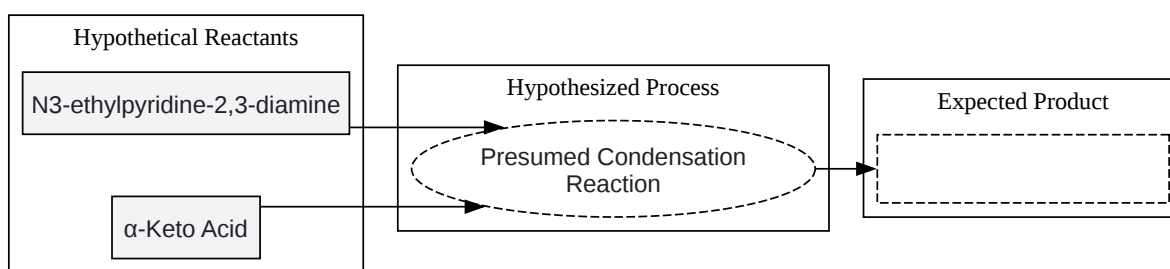 Hypothetical Reactants
N3-ethylpyridine-2,3-diamine
α-Keto Acid
Hypothesized Process
Presumed Condensation
Reaction
Expected Product